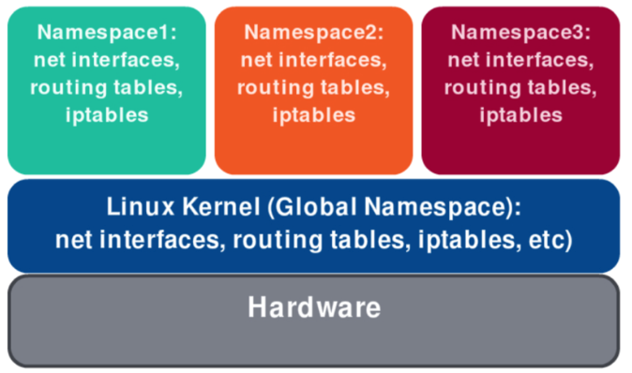 Namespace1:
net interfaces,
routing tables,
iptables
Namespace2:
net interfaces,
routing tables,
iptables
Namespace3:
net interfaces,
routing tables,
iptables
Linux Kernel (Global Namespace):
net interfaces, routing tables, iptables, etc)
Hardware